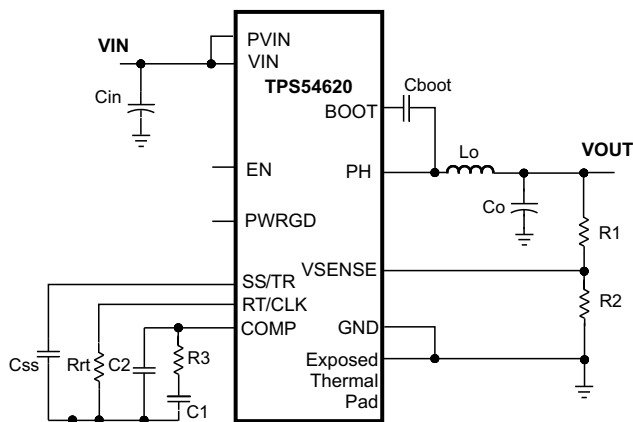 VIN
PVIN
VIN
TPS54620
Cin
Cboot
BOOT
EN
PH
Lo
VOUT
Co
PWRGD
R1
VSENSE
SS/TR
RT/CLK
R2
COMP
GND
Css
Rrt
C2
R3
C1
Exposed
Thermal
Pad